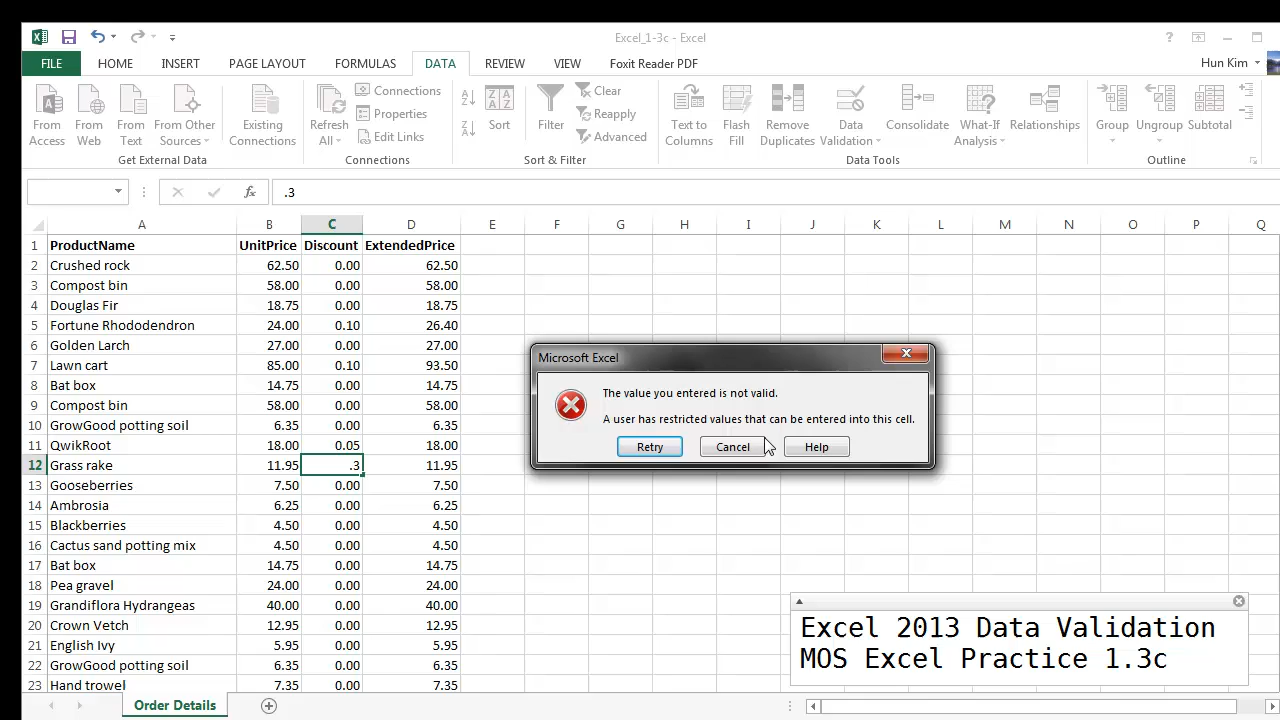 Excel_1-3c - Excel
FILE HOME INSERT PAGE LAYOUT FORMULAS DATA REVIEW VIEW Foxit Reader PDF Hun Kim
From Access
From Web
From Text
From Other Sources
Get External Data
Existing Connections
Refresh All
Connections
Properties
Edit Links
Connections
Sort
Filter
Clear
Reapply
Advanced
Sort & Filter
Text to Columns
Flash Fill
Remove Duplicates
Data Validation
Consolidate
What-If Analysis
Relationships
Data Tools
Group
Ungroup
Subtotal
Outline
fx .3
A B C D E F G H I J K L M N O P Q
1 ProductName UnitPrice Discount ExtendedPrice
2 Crushed rock 62.50 0.00 62.50
3 Compost bin 58.00 0.00 58.00
4 Douglas Fir 18.75 0.00 18.75
5 Fortune Rhododendron 24.00 0.10 26.40
6 Golden Larch 27.00 0.00 27.00
7 Lawn cart 85.00 0.10 93.50
8 Bat box 14.75 0.00 14.75
9 Compost bin 58.00 0.00 58.00
10 GrowGood potting soil 6.35 0.00 6.35
11 QwikRoot 18.00 0.05 18.00
12 Grass rake 11.95 .3 11.95
13 Gooseberries 7.50 0.00 7.50
14 Ambrosia 6.25 0.00 6.25
15 Blackberries 4.50 0.00 4.50
16 Cactus sand potting mix 4.50 0.00 4.50
17 Bat box 14.75 0.00 14.75
18 Pea gravel 24.00 0.00 24.00
19 Grandiflora Hydrangeas 40.00 0.00 40.00
20 Crown Vetch 12.95 0.00 12.95
21 English Ivy 5.95 0.00 5.95
22 GrowGood potting soil 6.35 0.00 6.35
23 Hand trowel 7.35 0.00 7.35
Microsoft Excel
The value you entered is not valid.
A user has restricted values that can be entered into this cell.
Retry Cancel Help
Excel 2013 Data Validation
MOS Excel Practice 1.3c
Order Details